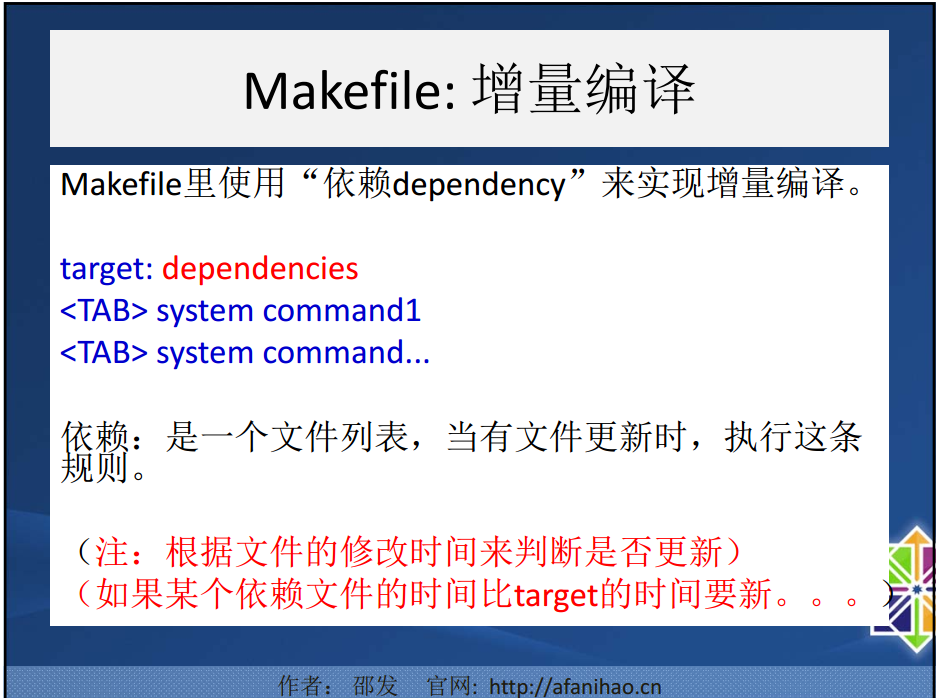 Makefile: 增量编译
Makefile里使用“依赖dependency”来实现增量编译。
target: dependencies
<TAB> system command1
<TAB> system command...
依赖：是一个文件列表，当有文件更新时，执行这条
规则。
（注：根据文件的修改时间来判断是否更新）
（如果某个依赖文件的时间比target的时间要新。。。）
作者： 邵发 官网: http://afanihao.cn